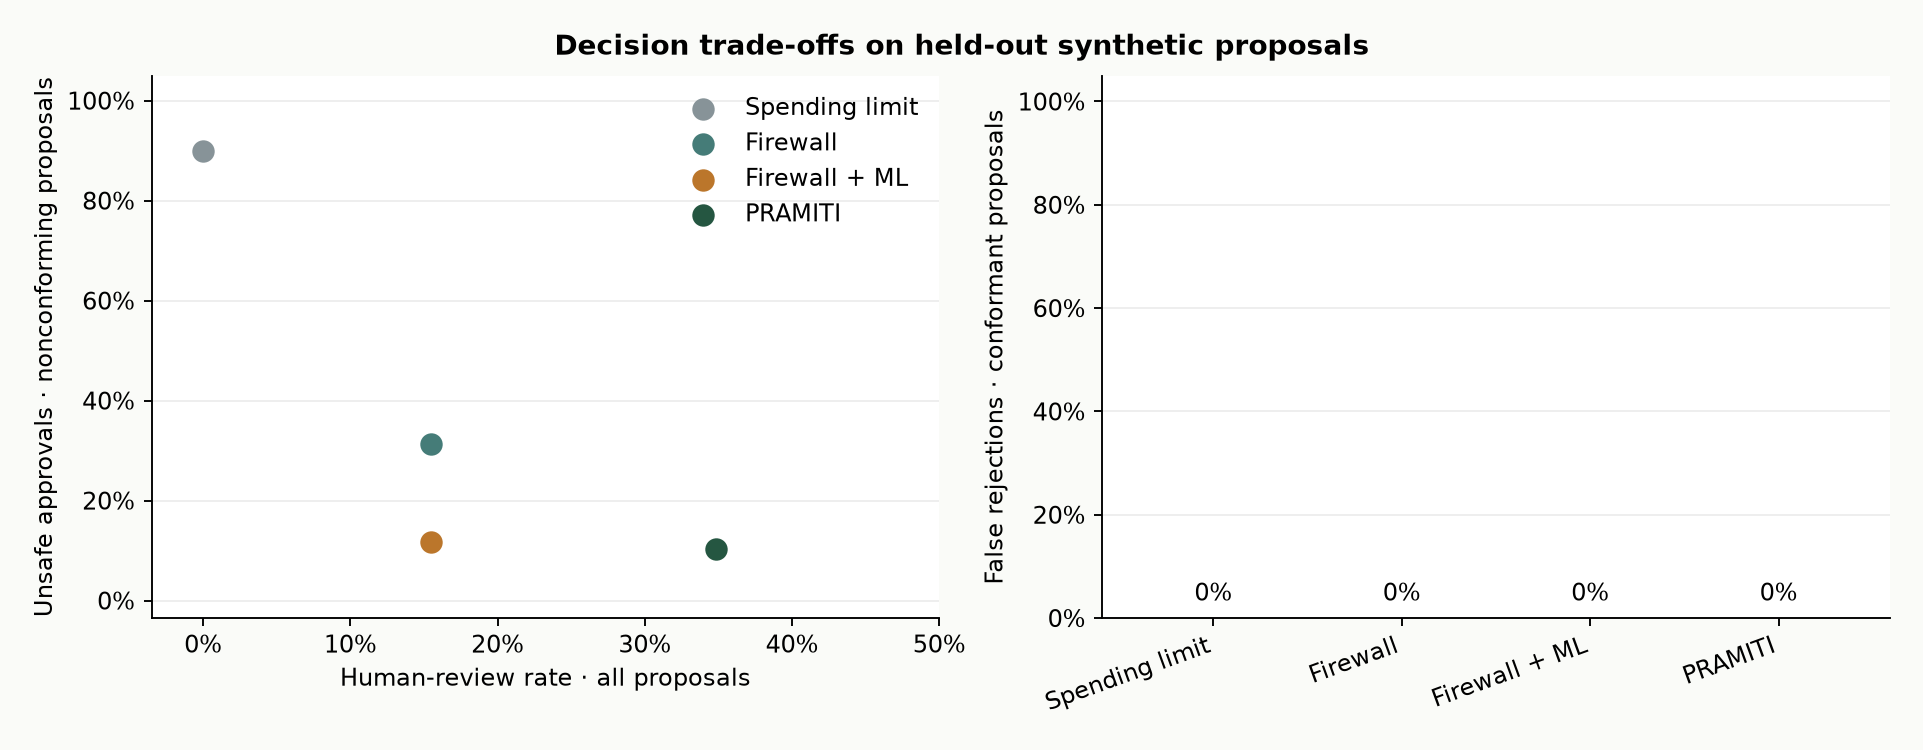 Decision trade-offs on held-out synthetic proposals
Unsafe approvals · nonconforming proposals
100%
80%
60%
40%
20%
0%
Spending limit
Firewall
Firewall + ML
PRAMITI
0%
10%
20%
30%
40%
50%
Human-review rate · all proposals
False rejections · conformant proposals
100%
80%
60%
40%
20%
0%
0%
0%
0%
0%
Spending limit
Firewall
Firewall + ML
PRAMITI